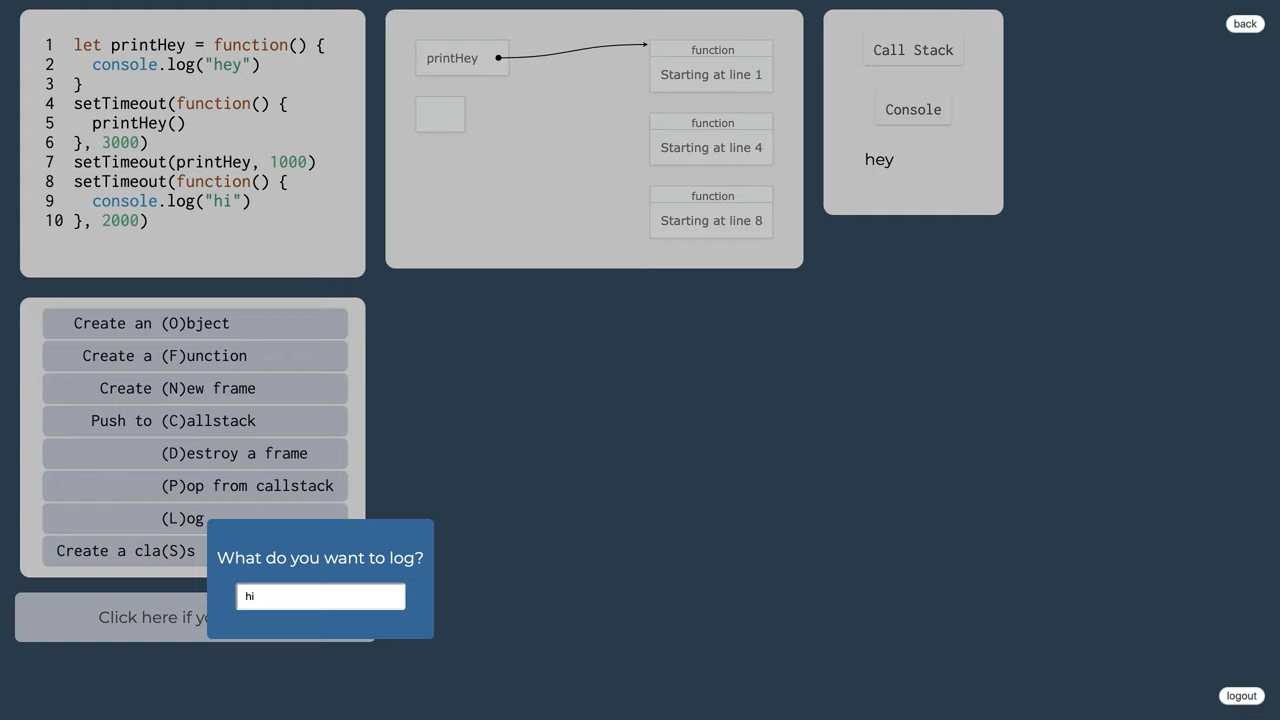 1 let printHey = function() {
2 console.log("hey")
3 }
4 setTimeout(function() {
5 printHey()
6 }, 3000)
7 setTimeout(printHey, 1000)
8 setTimeout(function() {
9 console.log("hi")
10 }, 2000)
printHey
function
Starting at line 1
function
Starting at line 4
function
Starting at line 8
Call Stack
Console
hey
back
Create an (O)bject
Create a (F)unction
Create (N)ew frame
Push to (C)allstack
(D)estroy a frame
(P)op from callstack
(L)og
Create a cla(S)s
What do you want to log?
hi
Click here if
logout